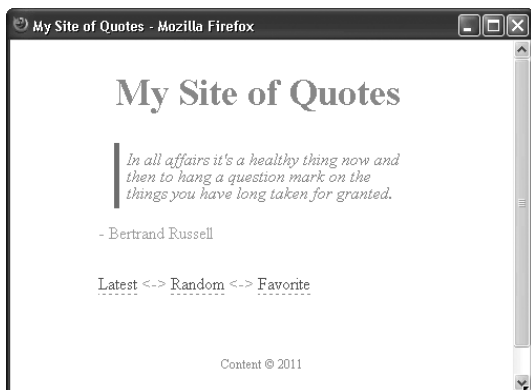 My Site of Quotes - Mozilla Firefox
My Site of Quotes
In all affairs it's a healthy thing now and
then to hang a question mark on the
things you have long taken for granted.
- Bertrand Russell
Latest <-> Random <-> Favorite
Content © 2011